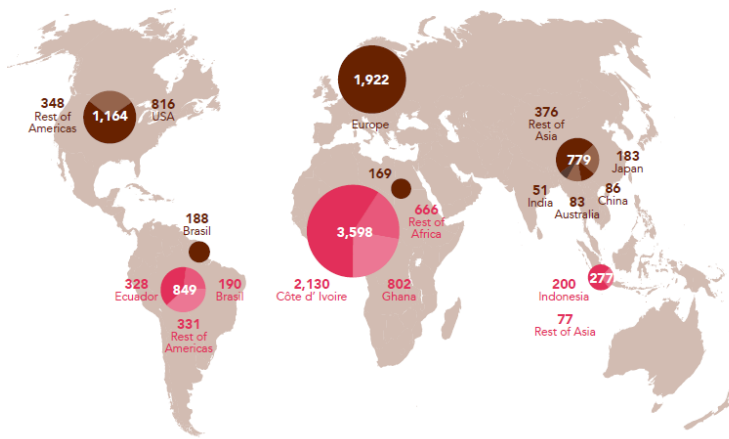 1,922
Europe
348
Rest of
Americas
1,164
816
USA
376
Rest of
Asia
779
183
Japan
51
India
83
Australia
86
China
169
188
Brasil
3,598
666
Rest of
Africa
2,130
Côte d' Ivoire
802
Ghana
328
Ecuador
849
190
Brasil
331
Rest of
Americas
277
200
Indonesia
77
Rest of Asia